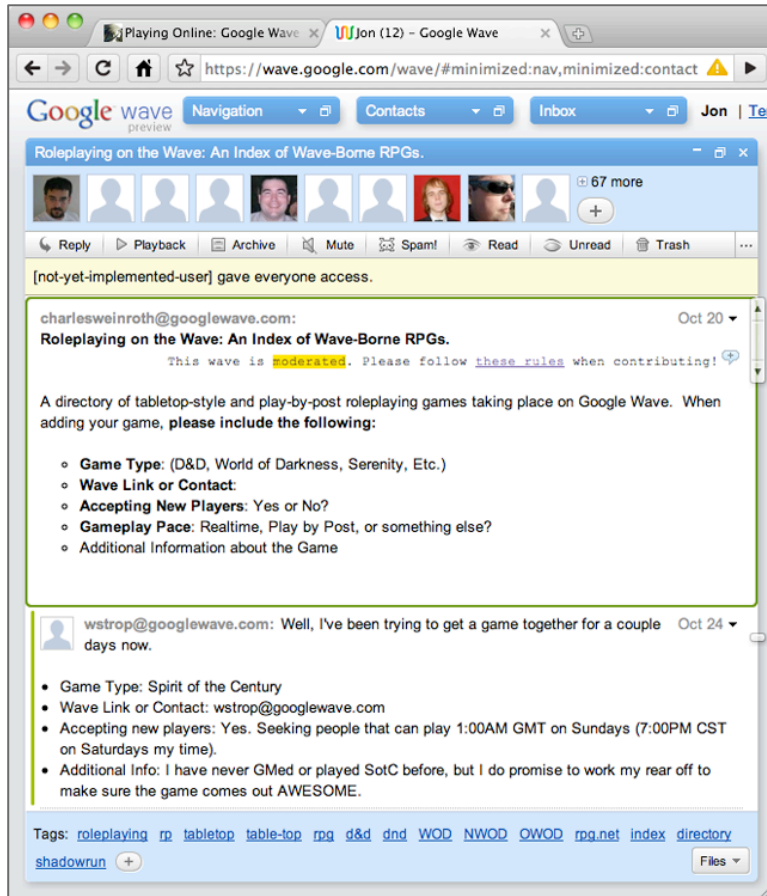 Playing Online: Google Wave
Jon (12) – Google Wave
https://wave.google.com/wave/#minimized:nav,minimized:contact
Google wave
preview
Navigation
Contacts
Inbox
Jon | Te
Roleplaying on the Wave: An Index of Wave-Borne RPGs.
67 more
Reply Playback Archive Mute Spam! Read Unread Trash ...
[not-yet-implemented-user] gave everyone access.
charlesweinroth@googlewave.com: Oct 20
Roleplaying on the Wave: An Index of Wave-Borne RPGs.
This wave is moderated. Please follow these rules when contributing!
A directory of tabletop-style and play-by-post roleplaying games taking place on Google Wave. When
adding your game, please include the following:
Game Type: (D&D, World of Darkness, Serenity, Etc.)
Wave Link or Contact:
Accepting New Players: Yes or No?
Gameplay Pace: Realtime, Play by Post, or something else?
Additional Information about the Game
wstrop@googlewave.com: Well, I've been trying to get a game together for a couple Oct 24
days now.
Game Type: Spirit of the Century
Wave Link or Contact: wstrop@googlewave.com
Accepting new players: Yes. Seeking people that can play 1:00AM GMT on Sundays (7:00PM CST
on Saturdays my time).
Additional Info: I have never GMed or played SotC before, but I do promise to work my rear off to
make sure the game comes out AWESOME.
Tags: roleplaying rp tabletop table-top rpg d&d dnd WOD NWOD OWOD rpg.net index directory
shadowrun
Files